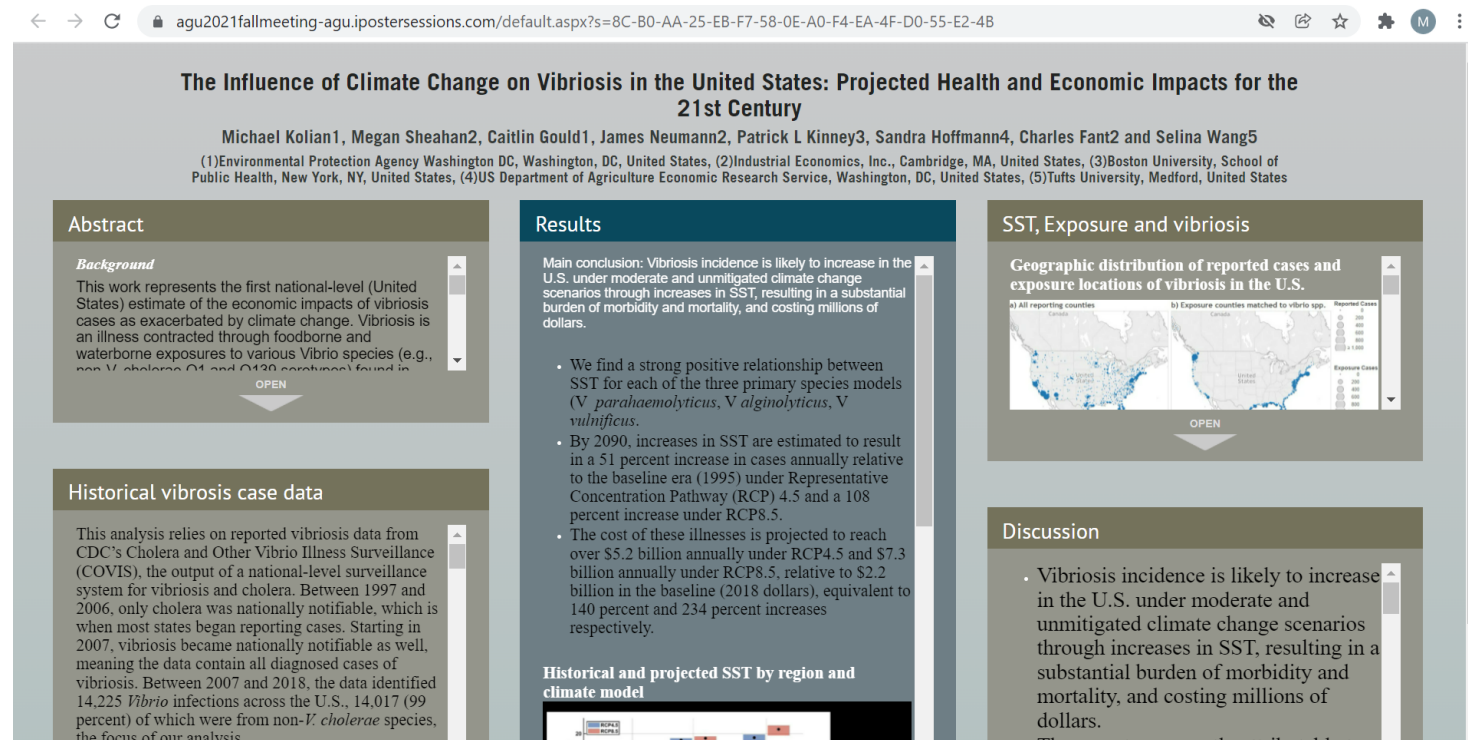 agu2021fallmeeting-agu.ipostersessions.com/default.aspx?s=8C-B0-AA-25-EB-F7-58-0E-A0-F4-EA-4F-D0-55-E2-4B
M
The Influence of Climate Change on Vibriosis in the United States: Projected Health and Economic Impacts for the
21st Century
Michael Kolian1, Megan Sheahan2, Caitlin Gould1, James Neumann2, Patrick L Kinney3, Sandra Hoffmann4, Charles Fant2 and Selina Wang5
(1)Environmental Protection Agency Washington DC, Washington, DC, United States, (2)Industrial Economics, Inc., Cambridge, MA, United States, (3)Boston University, School of
Public Health, New York, NY, United States, (4)US Department of Agriculture Economic Research Service, Washington, DC, United States, (5)Tufts University, Medford, United States
Abstract
Background
This work represents the first national-level (United
States) estimate of the economic impacts of vibriosis
cases as exacerbated by climate change. Vibriosis is
an illness contracted through foodborne and
waterborne exposures to various Vibrio species (e.g.,
non-V. cholerae O1 and O139 serotypes) found in
OPEN
Historical vibrosis case data
This analysis relies on reported vibriosis data from
CDC's Cholera and Other Vibrio Illness Surveillance
(COVIS), the output of a national-level surveillance
system for vibriosis and cholera. Between 1997 and
2006, only cholera was nationally notifiable, which is
when most states began reporting cases. Starting in
2007, vibriosis became nationally notifiable as well,
meaning the data contain all diagnosed cases of
vibriosis. Between 2007 and 2018, the data identified
14,225 Vibrio infections across the U.S., 14,017 (99
percent) of which were from non-V. cholerae species,
the focus of our analysis.
Results
Main conclusion: Vibriosis incidence is likely to increase in the
U.S. under moderate and unmitigated climate change
scenarios through increases in SST, resulting in a substantial
burden of morbidity and mortality, and costing millions of
dollars.
• We find a strong positive relationship between
SST for each of the three primary species models
(V parahaemolyticus, V alginolyticus, V
vulnificus.
• By 2090, increases in SST are estimated to result
in a 51 percent increase in cases annually relative
to the baseline era (1995) under Representative
Concentration Pathway (RCP) 4.5 and a 108
percent increase under RCP8.5.
• The cost of these illnesses is projected to reach
over $5.2 billion annually under RCP4.5 and $7.3
billion annually under RCP8.5, relative to $2.2
billion in the baseline (2018 dollars), equivalent to
140 percent and 234 percent increases
respectively.
Historical and projected SST by region and
climate model
RCP4.5
RCP8.5
SST, Exposure and vibriosis
Geographic distribution of reported cases and
exposure locations of vibriosis in the U.S.
a) All reporting counties
b) Exposure counties matched to vibrio spp.
Reported Cases
Canada
Canada
United
States
United
States
Exposure Cases
OPEN
Discussion
• Vibriosis incidence is likely to increase
in the U.S. under moderate and
unmitigated climate change scenarios
through increases in SST, resulting in a
substantial burden of morbidity and
mortality, and costing millions of
dollars.